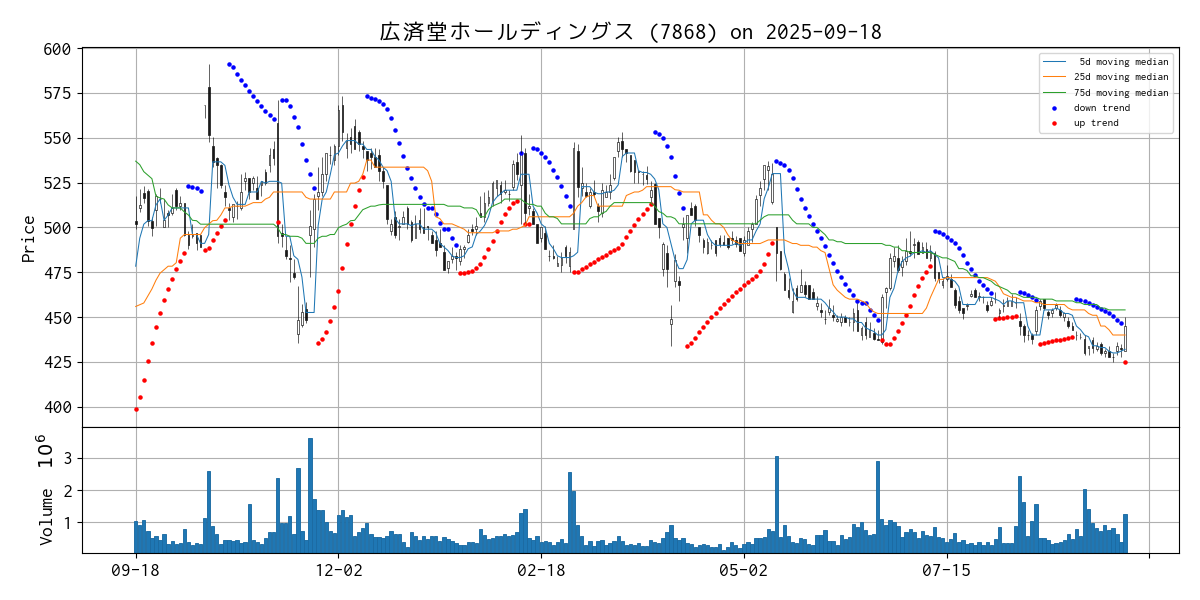 広済堂ホールディングス (7868) on 2025-09-18
600
575
550
525
500
475
450
425
400
Price
5d moving median
25d moving median
75d moving median
down trend
up trend
3
2
1
Volume 10^6
09-18
12-02
02-18
05-02
07-15